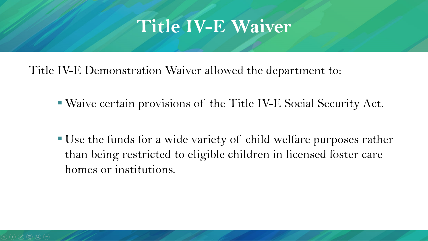 Title IV-E Waiver
Title IV-E Demonstration Waiver allowed the department to:
Waive certain provisions of the Title IV-E Social Security Act.
Use the funds for a wide variety of child welfare purposes rather
than being restricted to eligible children in licensed foster care
homes or institutions.